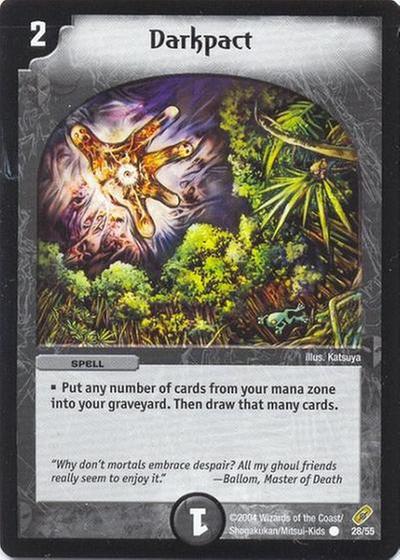 2
Darkpact
illus. Katsuya
SPELL
▪ Put any number of cards from your mana zone
into your graveyard. Then draw that many cards.
"Why don't mortals embrace despair? All my ghoul friends
really seem to enjoy it."
—Ballom, Master of Death
1
©2004 Wizards of the Coast/
Shogakukan/Mitsui-Kids ● 28/55